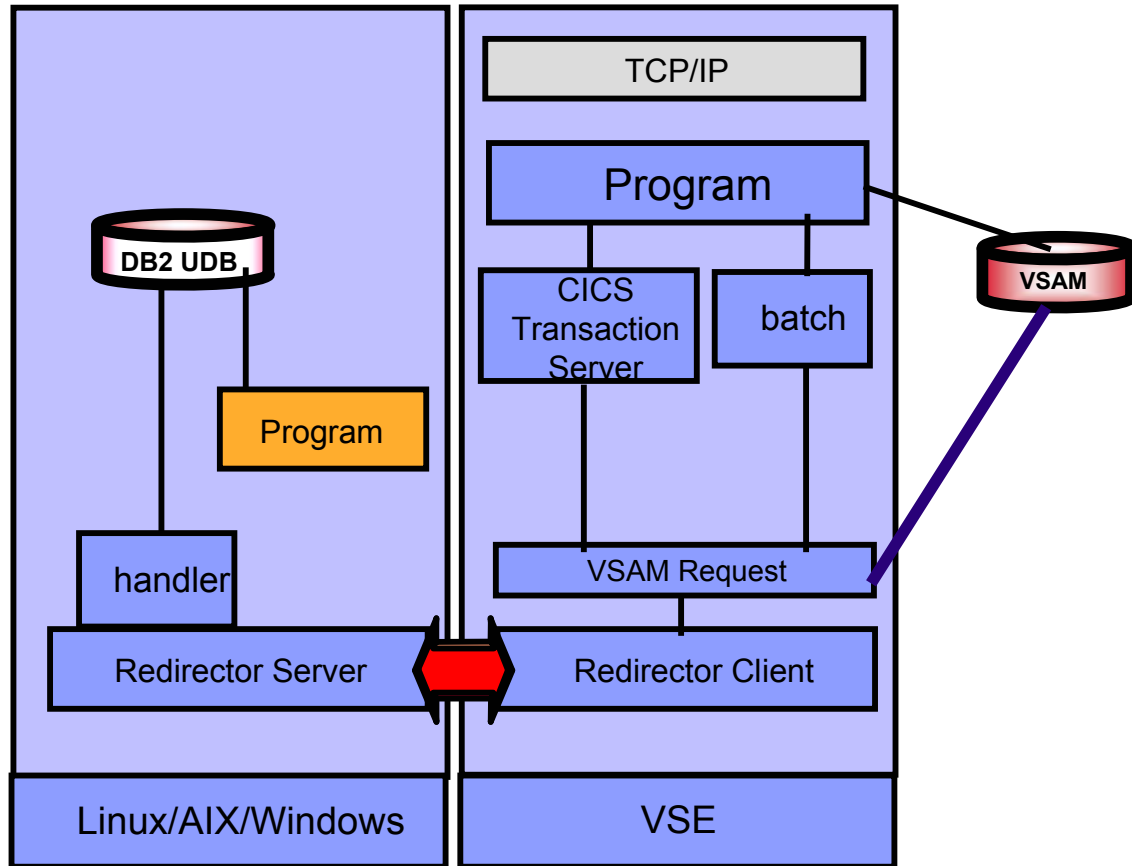 TCP/IP
Program
DB2 UDB
VSAM
CICS
Transaction
Server
batch
Program
VSAM Request
handler
Redirector Server
Redirector Client
Linux/AIX/Windows
VSE